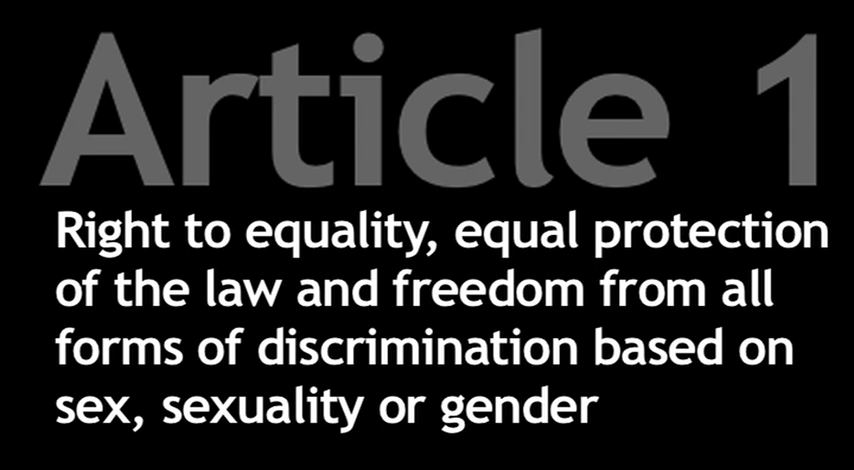 Article 1
Right to equality, equal protection
of the law and freedom from all
forms of discrimination based on
sex, sexuality or gender